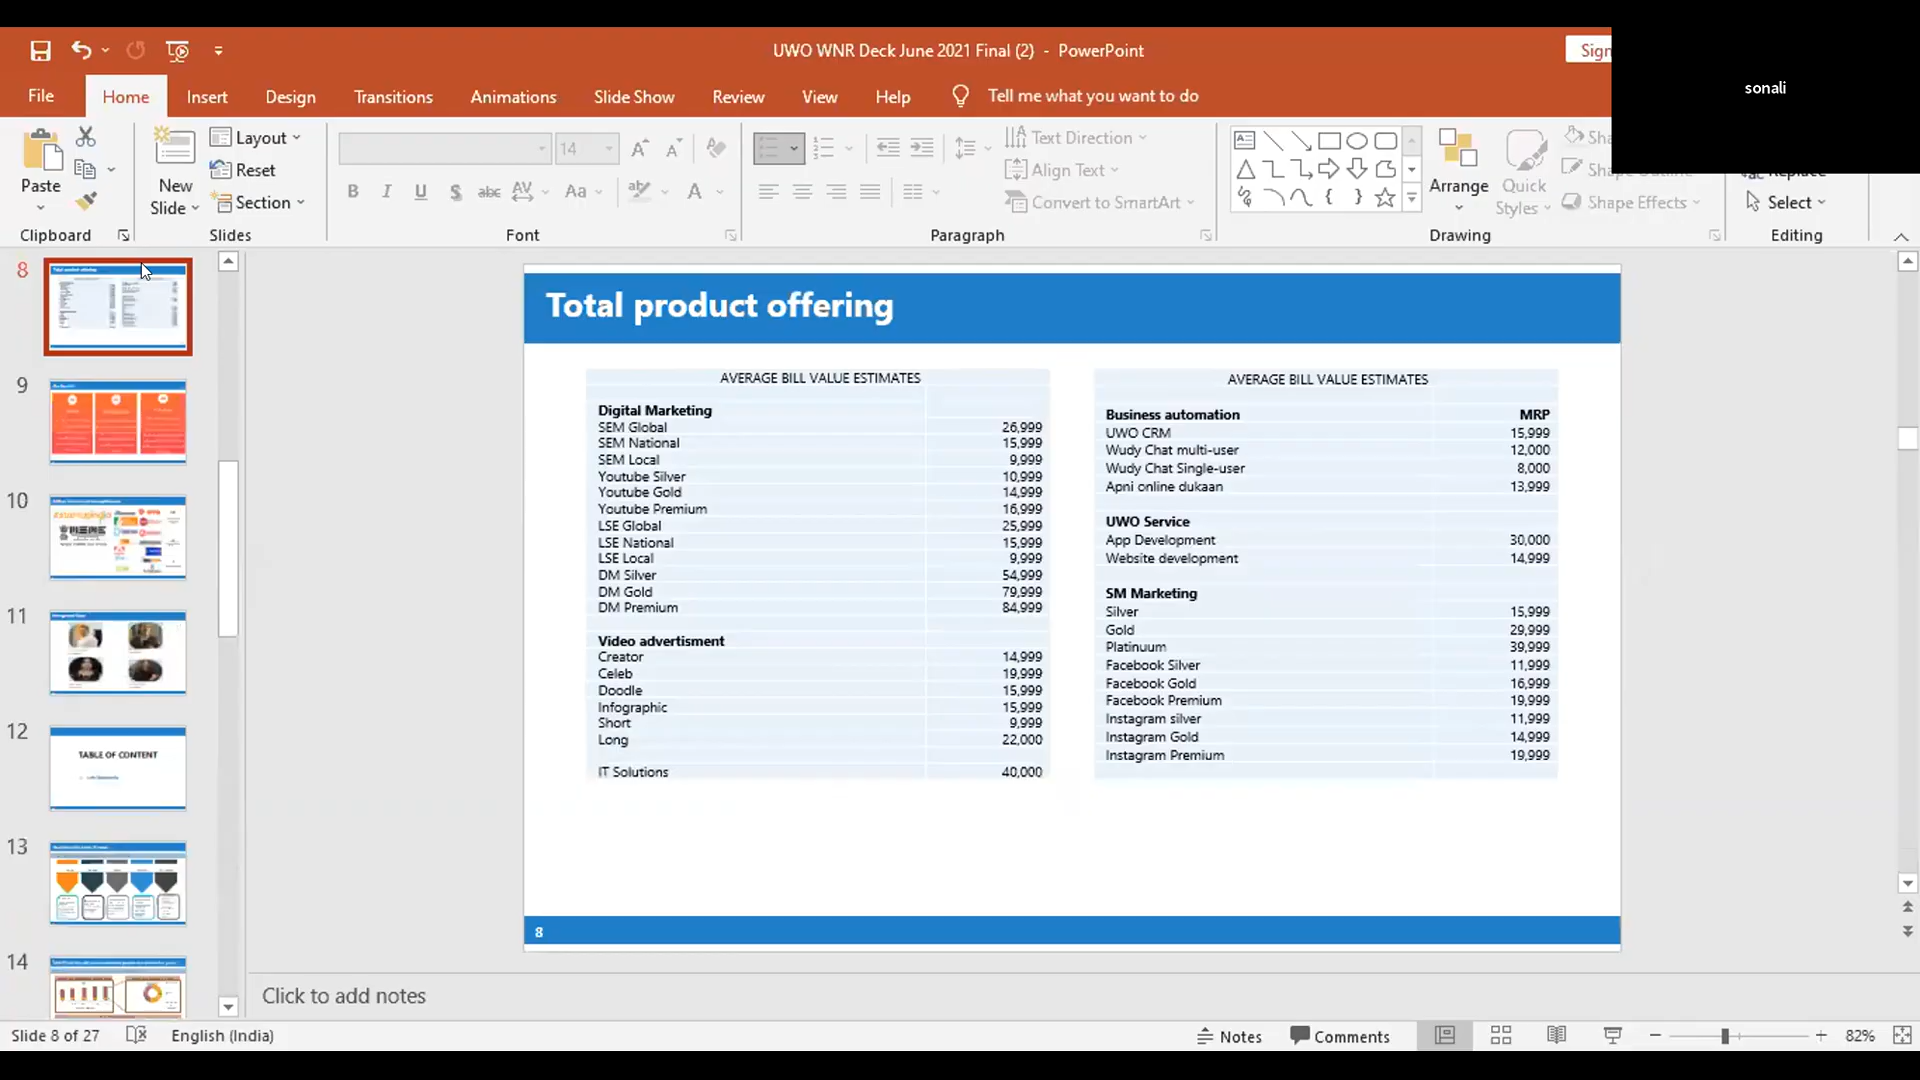 UWO WNR Deck June 2021 Final (2) - PowerPoint
Sign
sonali
File Home Insert Design Transitions Animations Slide Show Review View Help Tell me what you want to do
Paste
New Slide
Layout
Reset
Section
14
Text Direction
Align Text
Convert to SmartArt
Arrange
Quick Styles
Shape Effects
Select
Clipboard Slides Font Paragraph Drawing Editing
8
9
10
11
12
TABLE OF CONTENT
13
14
Total product offering
AVERAGE BILL VALUE ESTIMATES
Digital Marketing
SEM Global 26,999
SEM National 15,999
SEM Local 9,999
Youtube Silver 10,999
Youtube Gold 14,999
Youtube Premium 16,999
LSE Global 25,999
LSE National 15,999
LSE Local 9,999
DM Silver 54,999
DM Gold 79,999
DM Premium 84,999
Video advertisment
Creator 14,999
Celeb 19,999
Doodle 15,999
Infographic 15,999
Short 9,999
Long 22,000
IT Solutions 40,000
AVERAGE BILL VALUE ESTIMATES
Business automation MRP
UWO CRM 15,999
Wudy Chat multi-user 12,000
Wudy Chat Single-user 8,000
Apni online dukaan 13,999
UWO Service
App Development 30,000
Website development 14,999
SM Marketing
Silver 15,999
Gold 29,999
Platinuum 39,999
Facebook Silver 11,999
Facebook Gold 16,999
Facebook Premium 19,999
Instagram silver 11,999
Instagram Gold 14,999
Instagram Premium 19,999
8
Click to add notes
Slide 8 of 27 English (India) Notes Comments 82%